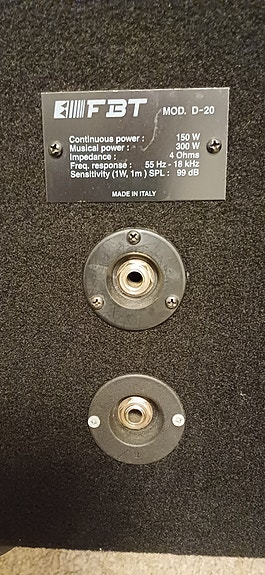 FBT MOD. D-20
Continuous power : 150 W
Musical power : 300 W
Impedance : 4 Ohms
Freq. response : 55 Hz - 18 kHz
Sensitivity (1W, 1m) SPL : 99 dB
MADE IN ITALY